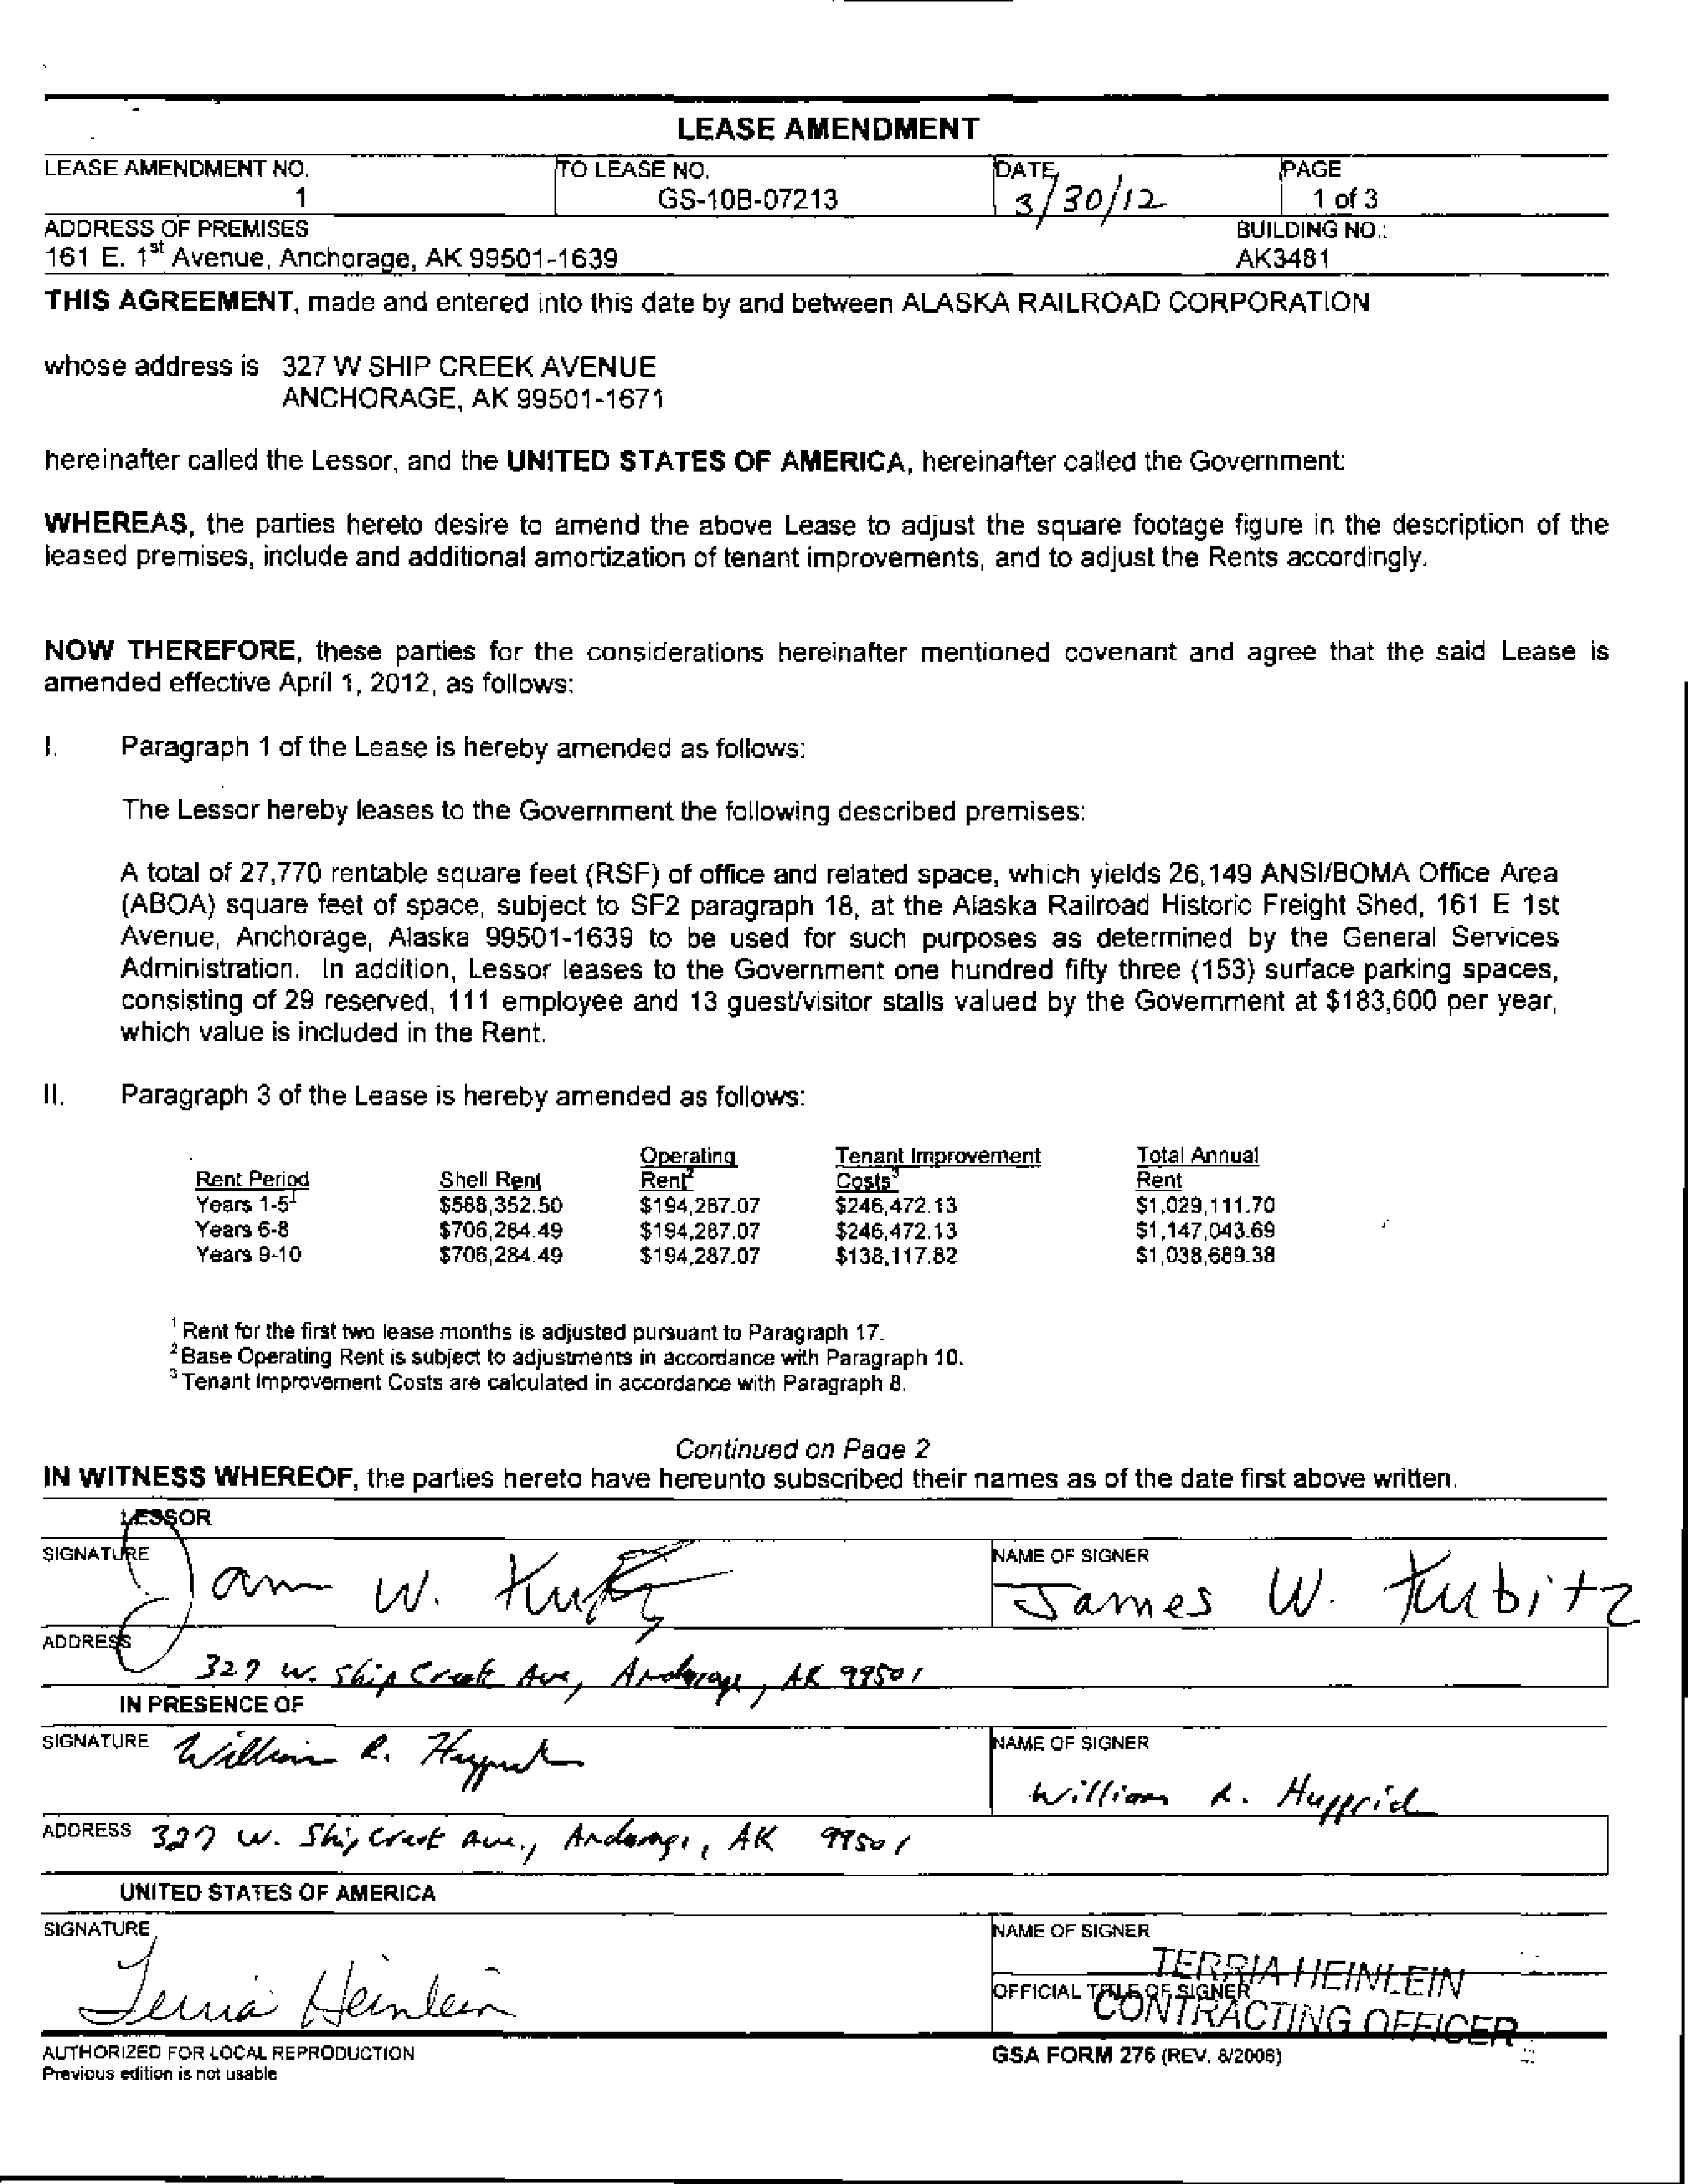 LEASE AMENDMENT
LEASE AMENDMENT NO. TO LEASE NO. DATE PAGE
1 GS-10B-07213 3/30/12 1 of 3
ADDRESS OF PREMISES BUILDING NO.:
161 E. 1st Avenue, Anchorage, AK 99501-1639 AK3481
THIS AGREEMENT, made and entered into this date by and between ALASKA RAILROAD CORPORATION
whose address is 327 W SHIP CREEK AVENUE
ANCHORAGE, AK 99501-1671
hereinafter called the Lessor, and the UNITED STATES OF AMERICA, hereinafter called the Government:
WHEREAS, the parties hereto desire to amend the above Lease to adjust the square footage figure in the description of the
leased premises, include and additional amortization of tenant improvements, and to adjust the Rents accordingly.
NOW THEREFORE, these parties for the considerations hereinafter mentioned covenant and agree that the said Lease is
amended effective April 1, 2012, as follows:
I. Paragraph 1 of the Lease is hereby amended as follows:
The Lessor hereby leases to the Government the following described premises:
A total of 27,770 rentable square feet (RSF) of office and related space, which yields 26,149 ANSI/BOMA Office Area
(ABOA) square feet of space, subject to SF2 paragraph 18, at the Alaska Railroad Historic Freight Shed, 161 E 1st
Avenue, Anchorage, Alaska 99501-1639 to be used for such purposes as determined by the General Services
Administration. In addition, Lessor leases to the Government one hundred fifty three (153) surface parking spaces,
consisting of 29 reserved, 111 employee and 13 guest/visitor stalls valued by the Government at $183,600 per year,
which value is included in the Rent.
II. Paragraph 3 of the Lease is hereby amended as follows:
Operating Tenant Improvement Total Annual
Rent Period Shell Rent Rent2 Costs3 Rent
Years 1-51 $588,352.50 $194,287.07 $246,472.13 $1,029,111.70
Years 6-8 $706,284.49 $194,287.07 $246,472.13 $1,147,043.69
Years 9-10 $706,284.49 $194,287.07 $138,117.82 $1,038,689.38
1 Rent for the first two lease months is adjusted pursuant to Paragraph 17.
2 Base Operating Rent is subject to adjustments in accordance with Paragraph 10.
3 Tenant Improvement Costs are calculated in accordance with Paragraph 8.
Continued on Page 2
IN WITNESS WHEREOF, the parties hereto have hereunto subscribed their names as of the date first above written.
LESSOR
SIGNATURE NAME OF SIGNER
James W. Kubitz
ADDRESS
327 W. Ship Creek Ave, Anchorage, AK 99501
IN PRESENCE OF
SIGNATURE William R. NAME OF SIGNER
William R.
ADDRESS 327 W. Ship Creek Ave., Anchorage, AK 99501
UNITED STATES OF AMERICA
SIGNATURE NAME OF SIGNER
Terria Heinlein TERRIA HEINLEIN
OFFICIAL TITLE OF SIGNER
CONTRACTING OFFICER
AUTHORIZED FOR LOCAL REPRODUCTION GSA FORM 276 (REV. 8/2006)
Previous edition is not usable